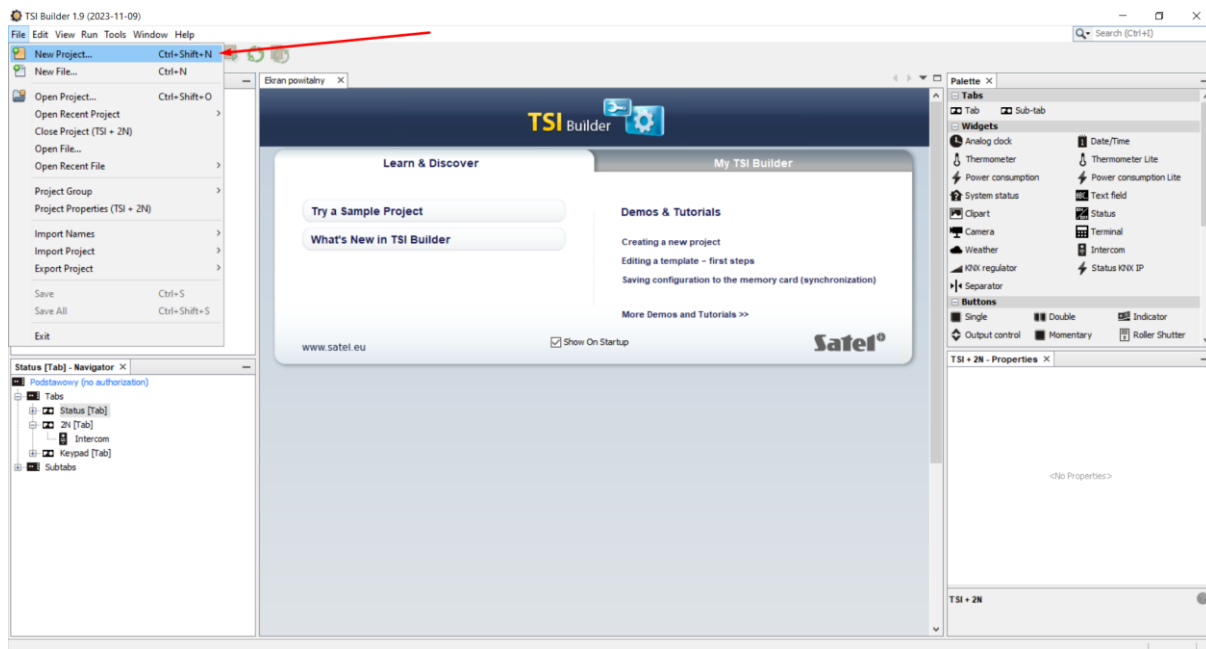 TSI Builder 1.9 (2023-11-09)
File Edit View Run Tools Window Help
Search (Ctrl+I)
New Project... Ctrl+Shift+N
New File... Ctrl+N
Open Project... Ctrl+Shift+O
Open Recent Project
Close Project (TSI + 2N)
Open File...
Open Recent File
Project Group
Project Properties (TSI + 2N)
Import Names
Import Project
Export Project
Save Ctrl+S
Save All Ctrl+Shift+S
Exit
Status [Tab] - Navigator
Podstawowy (no authorization)
Tabs
Status [Tab]
2N [Tab]
Intercom
Keypad [Tab]
Subtabs
Ekran powitalny
TSI Builder
Learn & Discover
My TSI Builder
Try a Sample Project
What's New in TSI Builder
Demos & Tutorials
Creating a new project
Editing a template – first steps
Saving configuration to the memory card (synchronization)
More Demos and Tutorials >>
www.satel.eu
Show On Startup
Satel
Palette
Tabs
Tab Sub-tab
Widgets
Analog clock Date/Time
Thermometer Thermometer Lite
Power consumption Power consumption Lite
System status Text field
Clipart Status
Camera Terminal
Weather Intercom
KNX regulator Status KNX IP
Separator
Buttons
Single Double Indicator
Output control Momentary Roller Shutter
TSI + 2N - Properties
<No Properties>
TSI + 2N